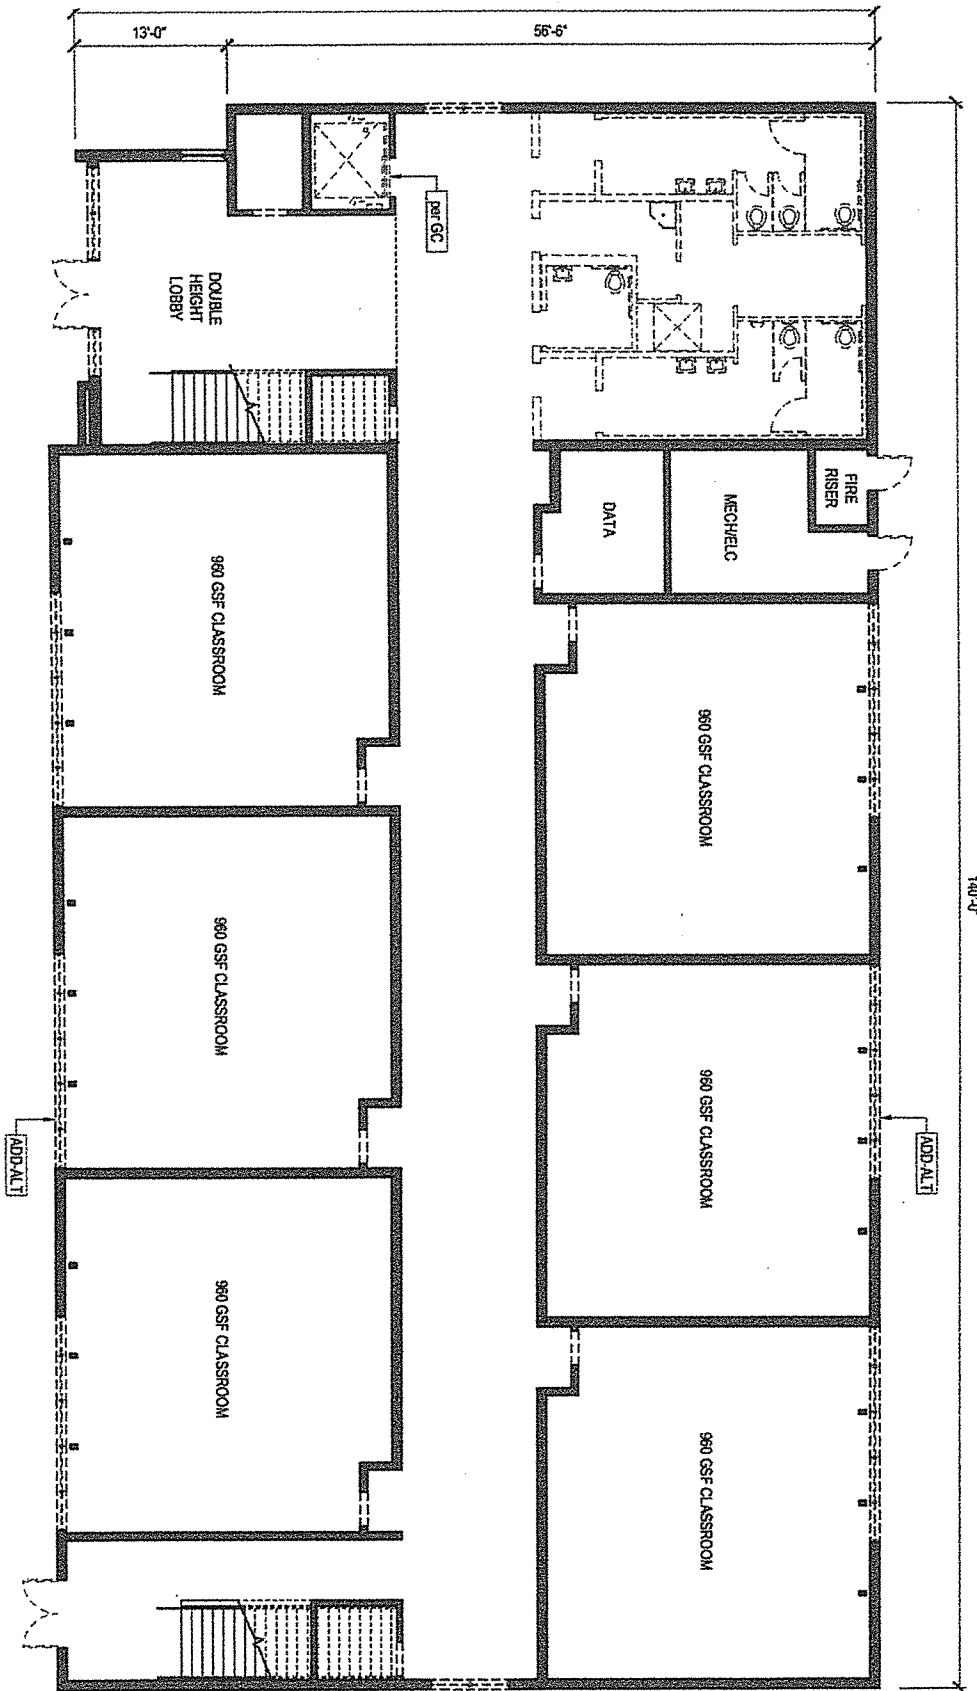 13'-0"
56'-6"
140'-0"
per GC
DOUBLE
HEIGHT
LOBBY
FIRE
RISER
MECH/ELC
DATA
960 GSF CLASSROOM
960 GSF CLASSROOM
960 GSF CLASSROOM
960 GSF CLASSROOM
ADD-ALT
ADD-ALT
960 GSF CLASSROOM
960 GSF CLASSROOM